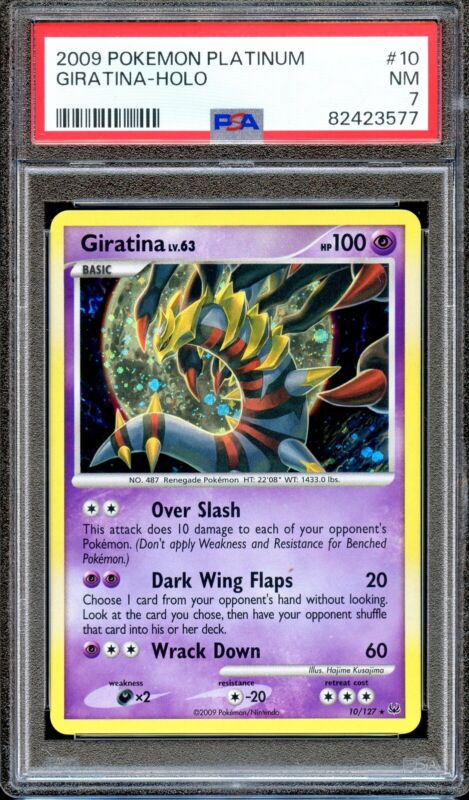 2009 POKEMON PLATINUM #10
GIRATINA-HOLO NM
7
PSA 82423577
Giratina LV.63 HP 100
BASIC
NO. 487 Renegade Pokémon HT: 22'08" WT: 1433.0 lbs.
Over Slash
This attack does 10 damage to each of your opponent's
Pokémon. (Don't apply Weakness and Resistance for Benched
Pokémon.)
Dark Wing Flaps 20
Choose 1 card from your opponent's hand without looking.
Look at the card you chose, then have your opponent shuffle
that card into his or her deck.
Wrack Down 60
Illus. Hajime Kusajima
weakness resistance retreat cost
×2 -20
©2009 Pokémon/Nintendo 10/127 ★
PSA